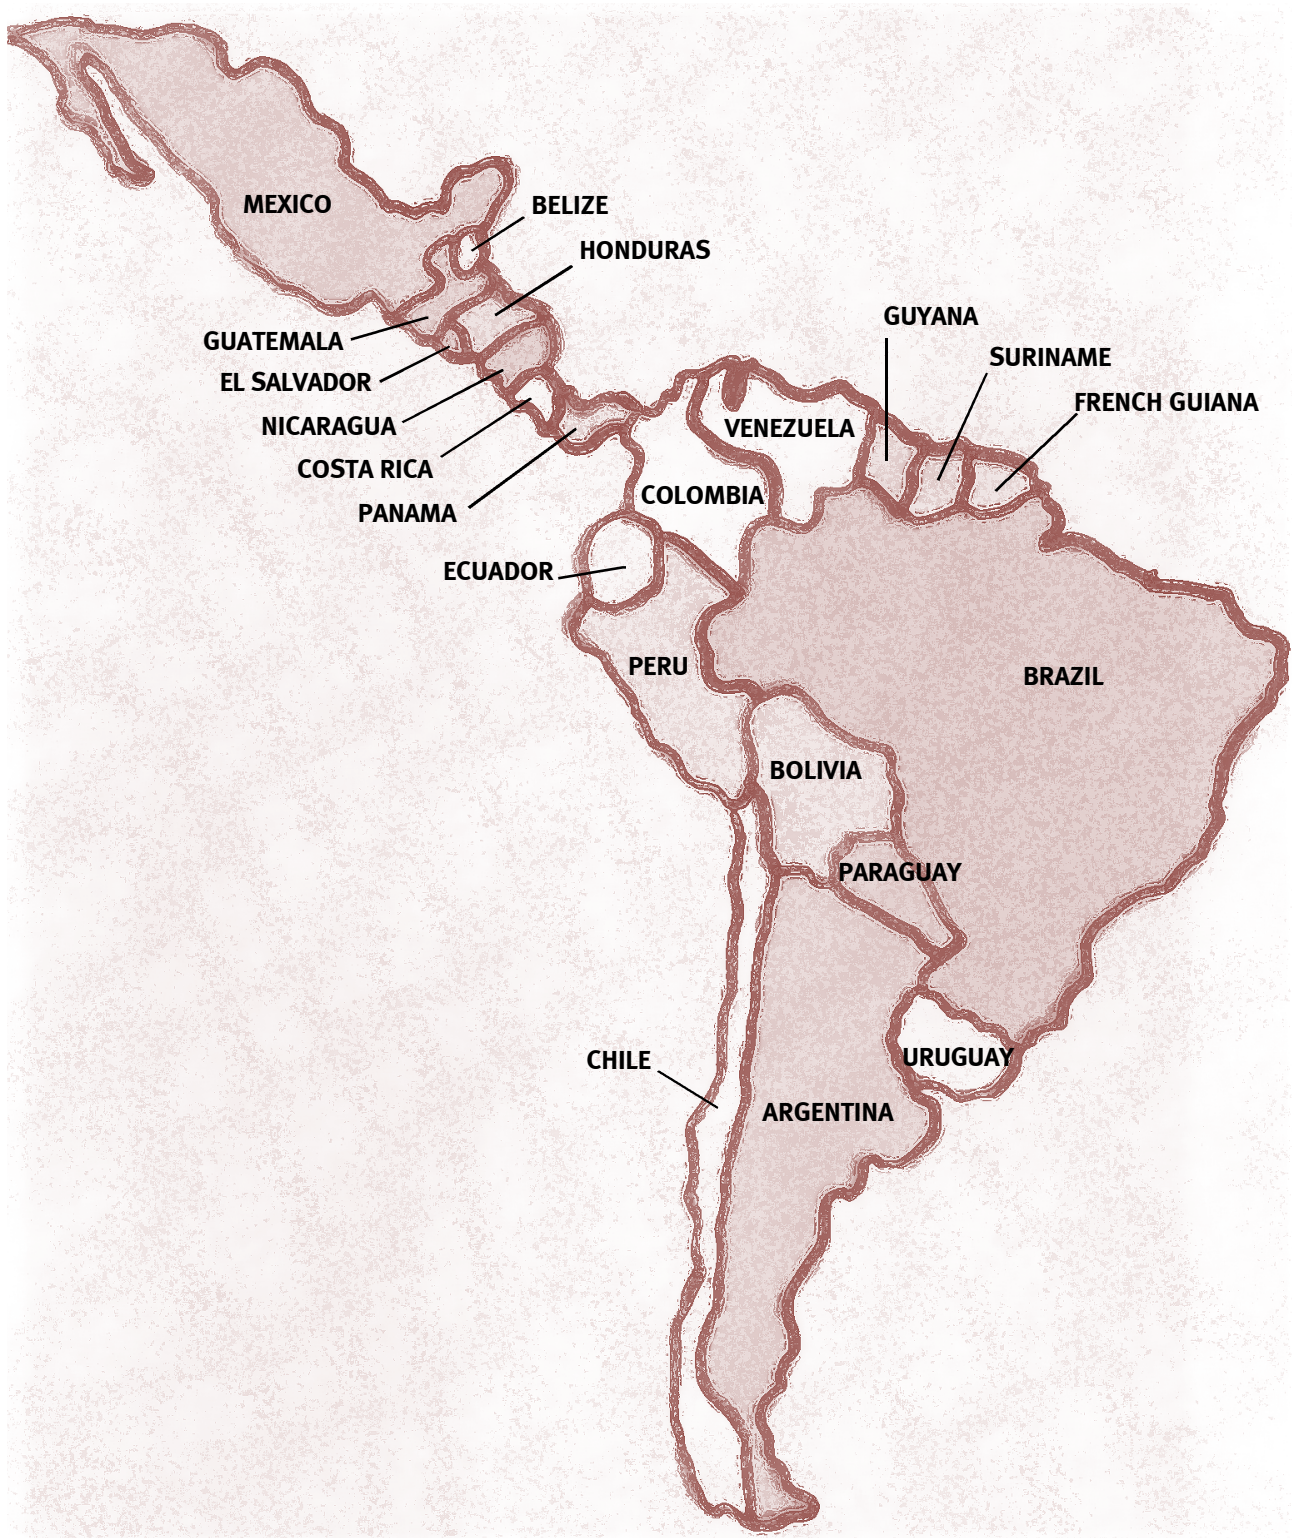 MEXICO
BELIZE
HONDURAS
GUYANA
GUATEMALA
SURINAME
EL SALVADOR
FRENCH GUIANA
NICARAGUA
VENEZUELA
COSTA RICA
COLOMBIA
PANAMA
ECUADOR
PERU
BRAZIL
BOLIVIA
PARAGUAY
CHILE
URUGUAY
ARGENTINA